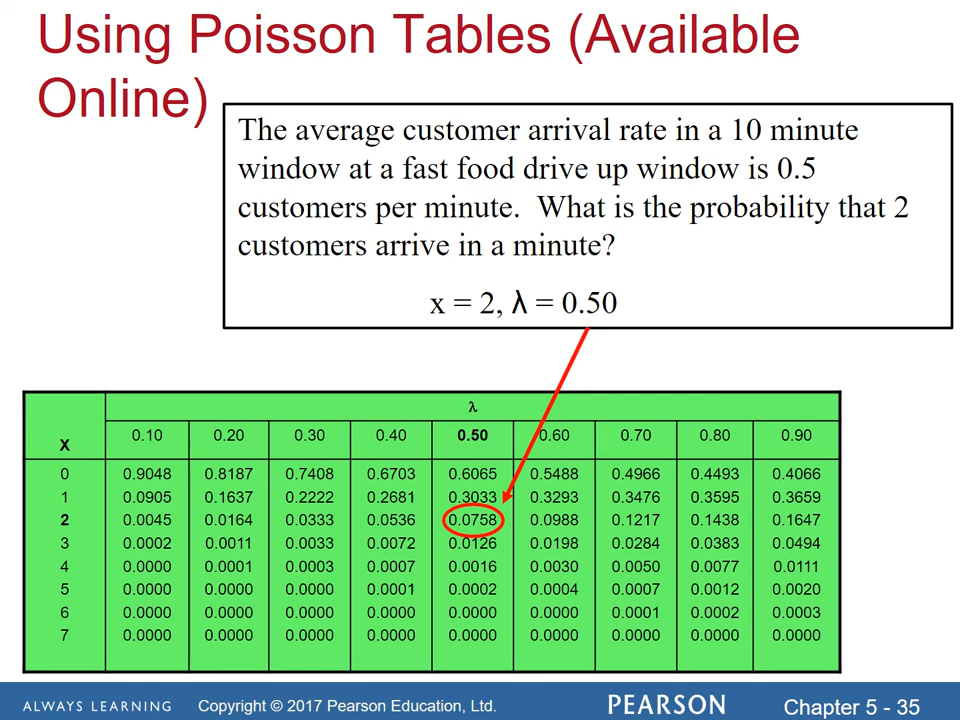 Using Poisson Tables (Available
Online)
The average customer arrival rate in a 10 minute
window at a fast food drive up window is 0.5
customers per minute.  What is the probability that 2
customers arrive in a minute?
x = 2, λ = 0.50
λ
X 0.10 0.20 0.30 0.40 0.50 0.60 0.70 0.80 0.90
0 0.9048 0.8187 0.7408 0.6703 0.6065 0.5488 0.4966 0.4493 0.4066
1 0.0905 0.1637 0.2222 0.2681 0.3033 0.3293 0.3476 0.3595 0.3659
2 0.0045 0.0164 0.0333 0.0536 0.0758 0.0988 0.1217 0.1438 0.1647
3 0.0002 0.0011 0.0033 0.0072 0.0126 0.0198 0.0284 0.0383 0.0494
4 0.0000 0.0001 0.0003 0.0007 0.0016 0.0030 0.0050 0.0077 0.0111
5 0.0000 0.0000 0.0000 0.0001 0.0002 0.0004 0.0007 0.0012 0.0020
6 0.0000 0.0000 0.0000 0.0000 0.0000 0.0000 0.0001 0.0002 0.0003
7 0.0000 0.0000 0.0000 0.0000 0.0000 0.0000 0.0000 0.0000 0.0000
ALWAYS LEARNING Copyright © 2017 Pearson Education, Ltd. PEARSON Chapter 5 - 35